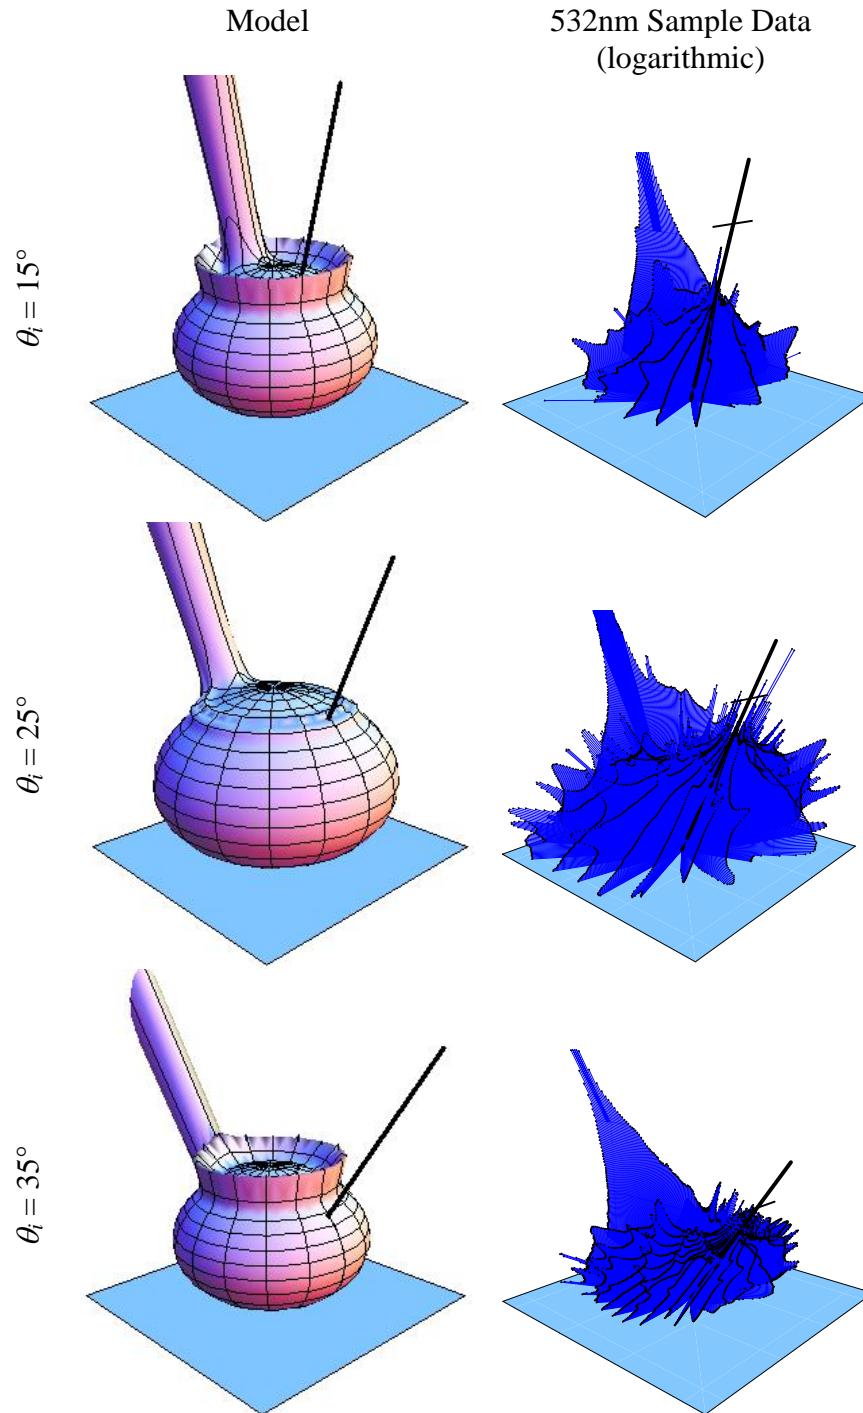 Model
532nm Sample Data
(logarithmic)
θi = 15°
θi = 25°
θi = 35°